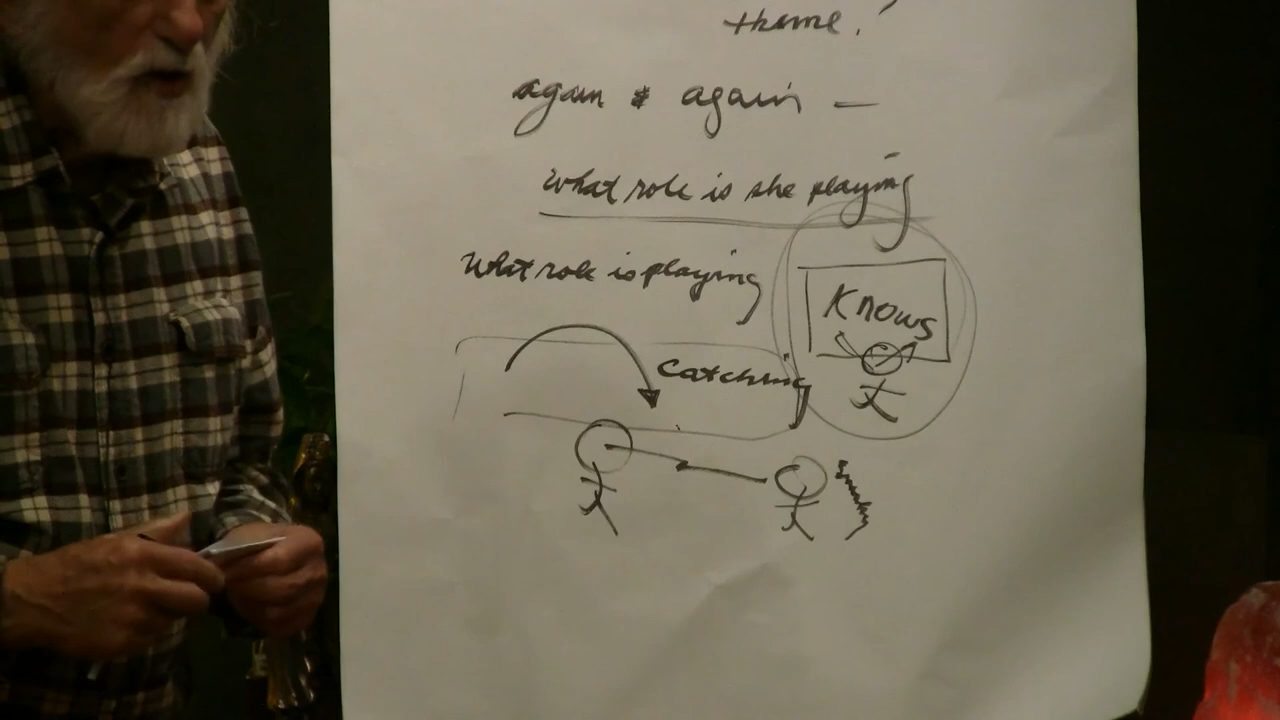 theme!
again & again —
What role is she playing
What role is playing
Knows
Catching